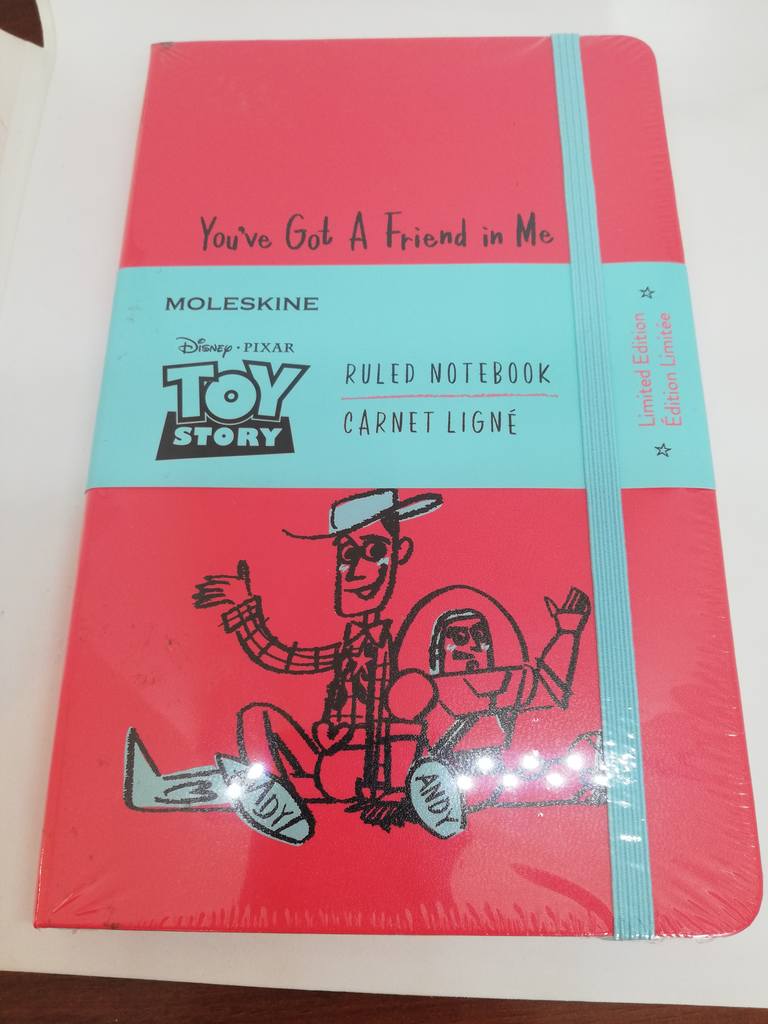 You've Got A Friend in Me
MOLESKINE
Disney · PIXAR
TOY
STORY
RULED NOTEBOOK
CARNET LIGNÉ
Limited Edition
Édition Limitée
ANDY
ANDY